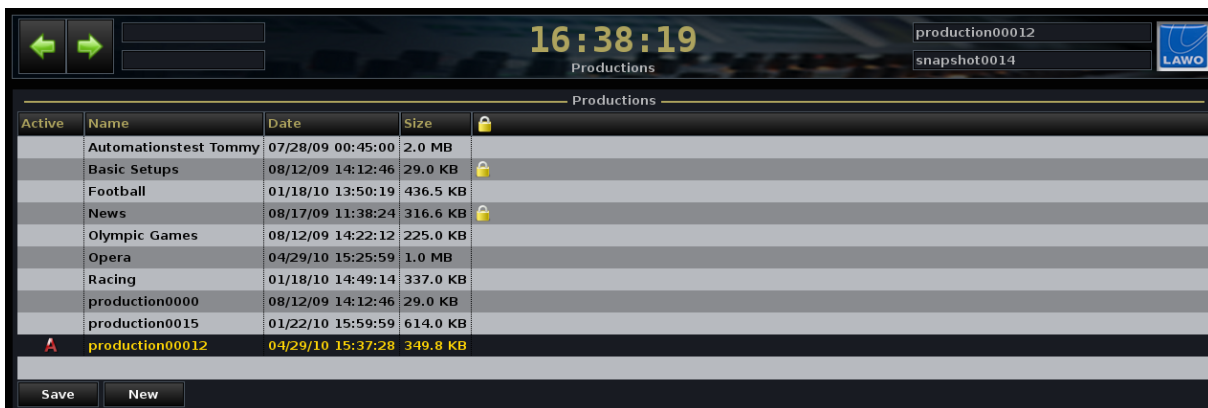 16:38:19
Productions
production00012
snapshot0014
LAWO
Productions
Active Name Date Size
Automationstest Tommy 07/28/09 00:45:00 2.0 MB
Basic Setups 08/12/09 14:12:46 29.0 KB
Football 01/18/10 13:50:19 436.5 KB
News 08/17/09 11:38:24 316.6 KB
Olympic Games 08/12/09 14:22:12 225.0 KB
Opera 04/29/10 15:25:59 1.0 MB
Racing 01/18/10 14:49:14 337.0 KB
production0000 08/12/09 14:12:46 29.0 KB
production0015 01/22/10 15:59:59 614.0 KB
A production00012 04/29/10 15:37:28 349.8 KB
Save New